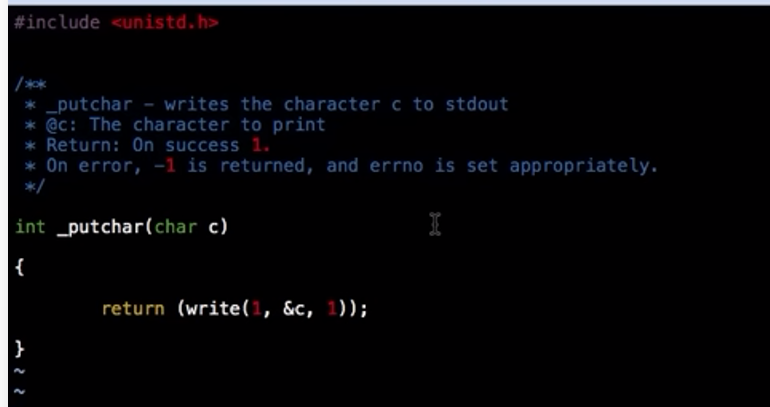 #include <unistd.h>
/**
 * _putchar – writes the character c to stdout
 * @c: The character to print
 * Return: On success 1.
 * On error, –1 is returned, and errno is set appropriately.
 */
int _putchar(char c)
{
        return (write(1, &c, 1));
}
~
~